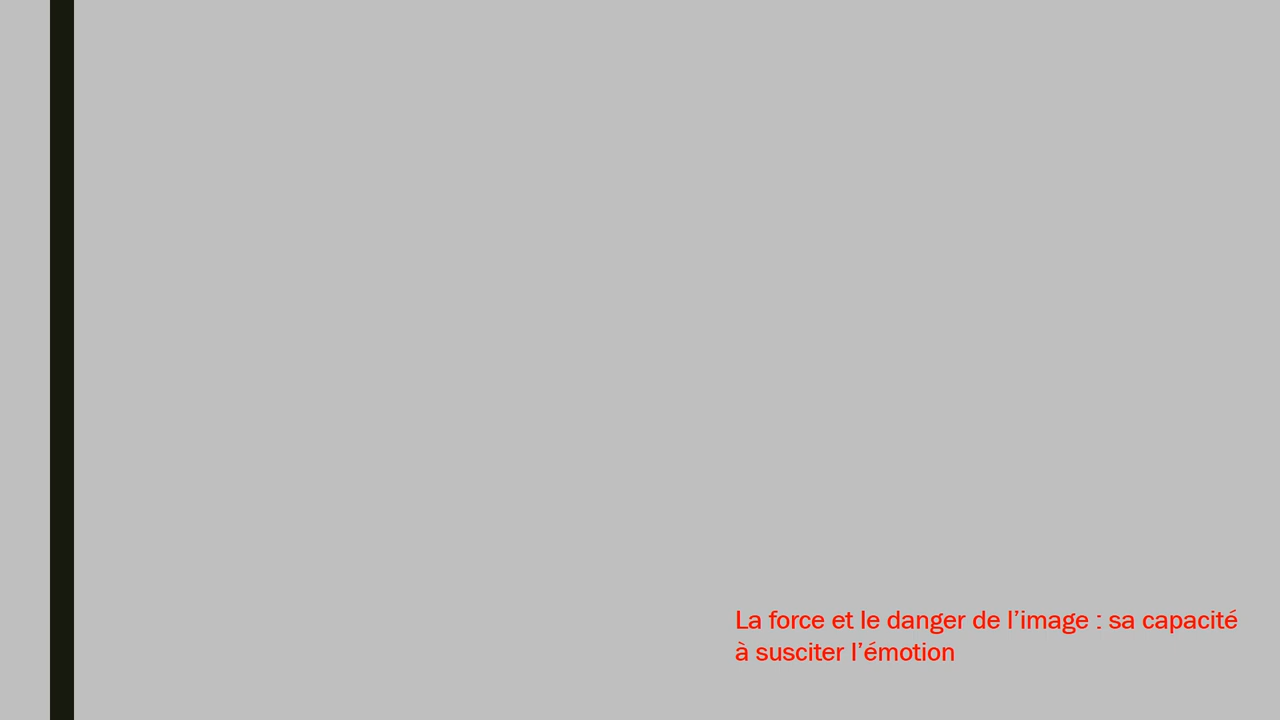 La force et le danger de l’image : sa capacité
à susciter l’émotion